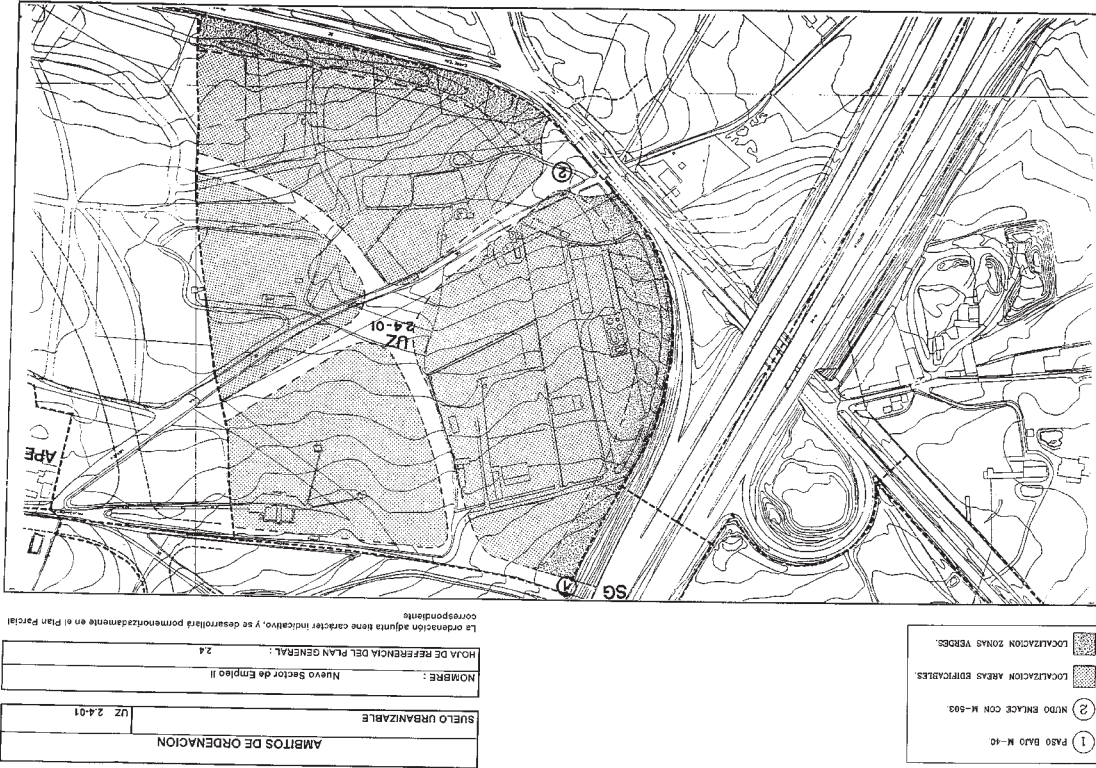 AMBITOS DE ORDENACION
SUELO URBANIZABLE
UZ 2.4-01
NOMBRE : Nuevo Sector de Empleo II
HOJA DE REFERENCIA DEL PLAN GENERAL : 2.4
La ordenación adjunta tiene carácter indicativo, y se desarrollará pormenorizadamente en el Plan Parcial
correspondiente
1 PASO BAJO M-40
2 NUDO ENLACE CON M-503.
LOCALIZACION AREAS EDIFICABLES.
LOCALIZACION ZONAS VERDES.
SG
1
APE
UZ
2.4-01
2